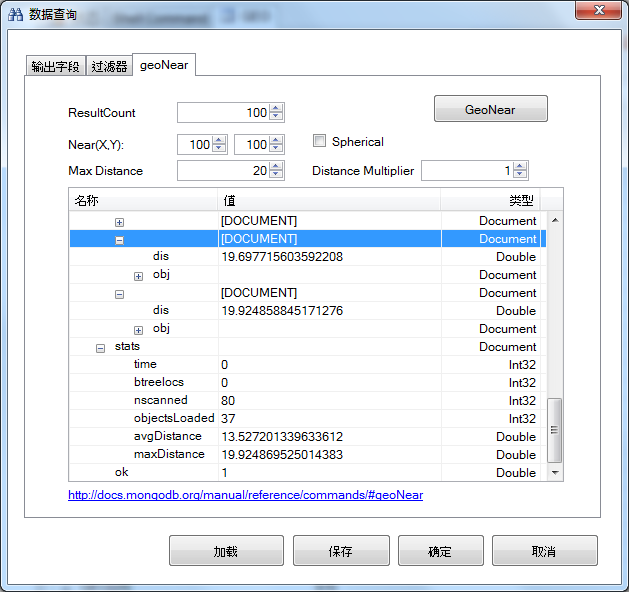 数据查询
输出字段 过滤器 geoNear
ResultCount 100 GeoNear
Near(X,Y): 100 100 Spherical
Max Distance 20 Distance Multiplier 1
名称 值 类型
[DOCUMENT] Document
[DOCUMENT] Document
dis 19.697715603592208 Double
obj Document
[DOCUMENT] Document
dis 19.924858845171276 Double
obj Document
stats Document
time 0 Int32
btreelocs 0 Int32
nscanned 80 Int32
objectsLoaded 37 Int32
avgDistance 13.527201339633612 Double
maxDistance 19.924869525014383 Double
ok 1 Double
http://docs.mongodb.org/manual/reference/commands/#geoNear
加载 保存 确定 取消